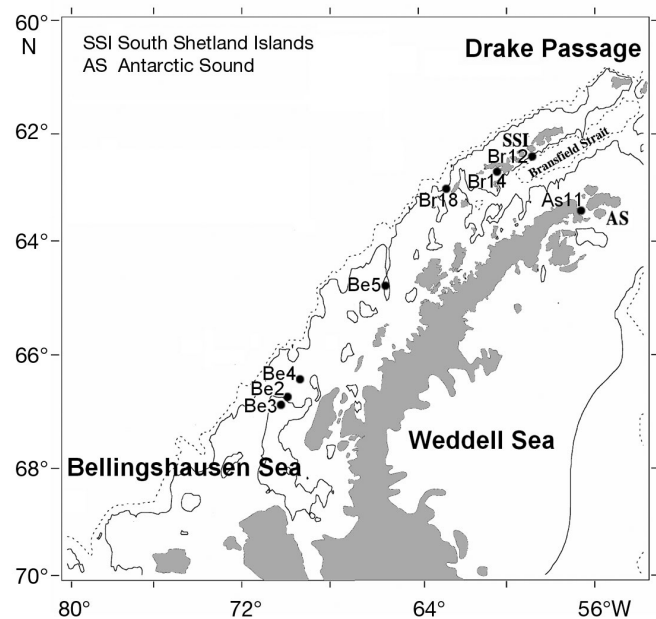 60°
N
SSI South Shetland Islands
AS Antarctic Sound
Drake Passage
62°
SSI
Br12
Bransfield Strait
Br14
Br18
As11
AS
64°
Be5
66°
Be4
Be2
Be3
Weddell Sea
68°
Bellingshausen Sea
70°
80°
72°
64°
56°W